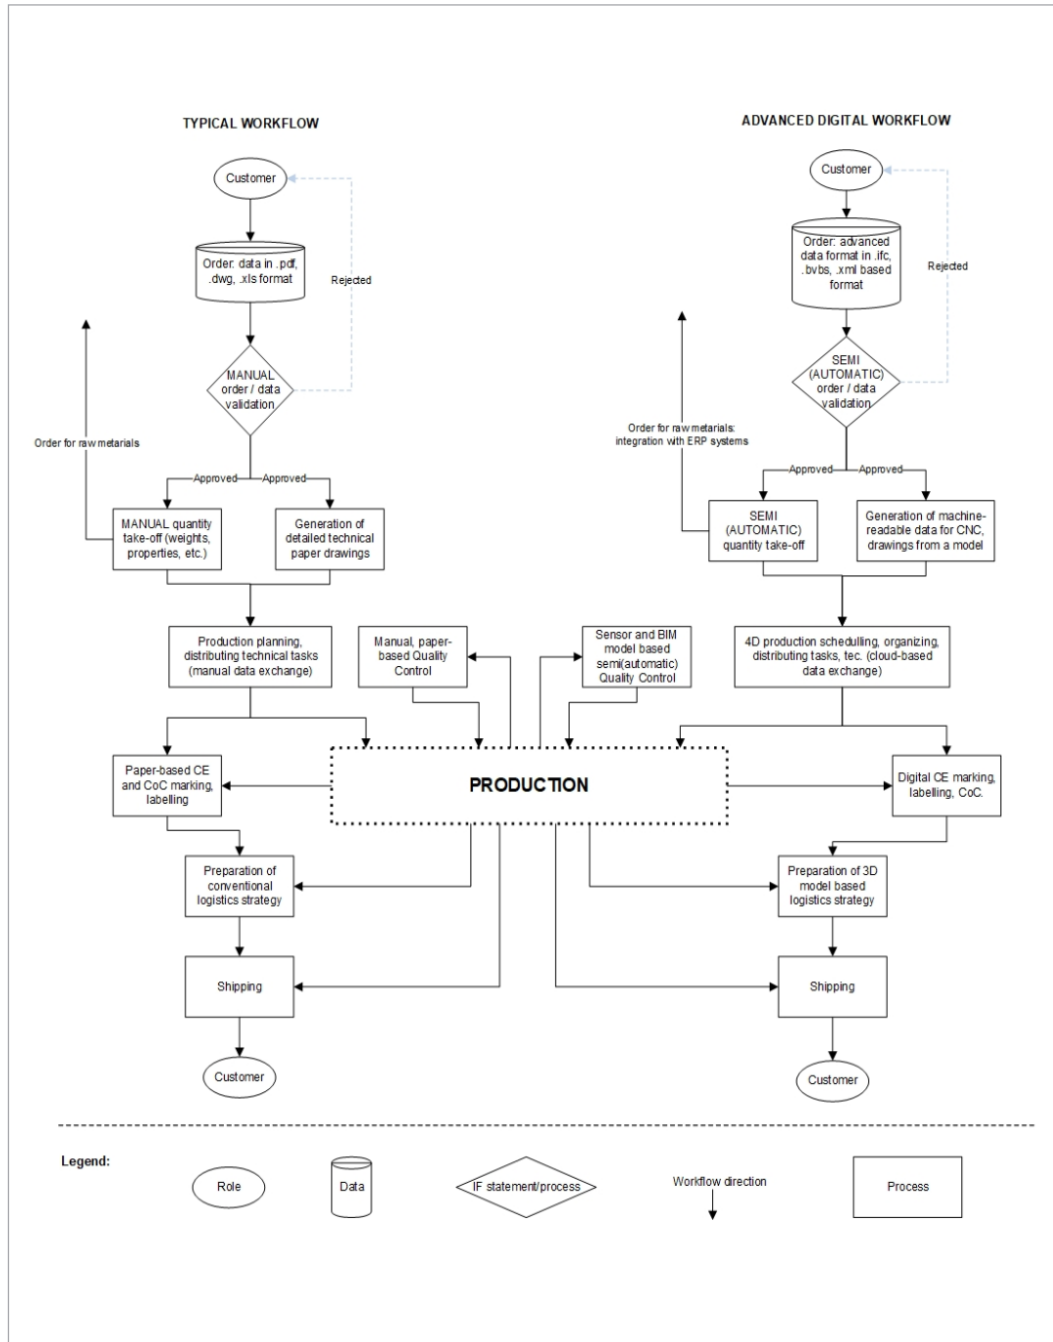 TYPICAL WORKFLOW
ADVANCED DIGITAL WORKFLOW
Customer
Order: data in .pdf,
.dwg, .xls format
Rejected
MANUAL
order / data
validation
Order for raw metarials
Approved
Approved
MANUAL quantity
take-off (weights,
properties, etc.)
Generation of
detailed technical
paper drawings
Production planning,
distributing technical tasks
(manual data exchange)
Manual, paper-
based Quality
Control
Customer
Order: advanced
data format in .ifc,
.bvbs, .xml based
format
Rejected
SEMI
(AUTOMATIC)
order / data
validation
Order for raw metarials:
integration with ERP systems
Approved
Approved
SEMI
(AUTOMATIC)
quantity take-off
Generation of machine-
readable data for CNC,
drawings from a model
Sensor and BIM
model based
semi(automatic)
Quality Control
4D production schedulling, organizing,
distributing tasks, tec. (cloud-based
data exchange)
PRODUCTION
Paper-based CE
and CoC marking,
labelling
Preparation of
conventional
logistics strategy
Shipping
Customer
Digital CE marking,
labelling, CoC.
Preparation of 3D
model based
logistics strategy
Shipping
Customer
Legend:
Role
Data
IF statement/process
Workflow direction
Process